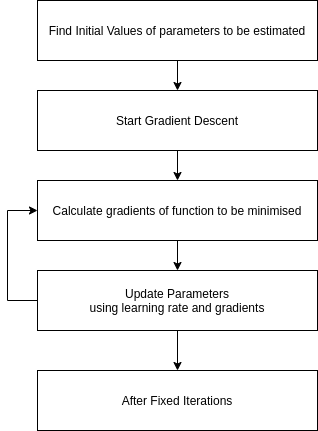 Find Initial Values of parameters to be estimated
Start Gradient Descent
Calculate gradients of function to be minimised
Update Parameters
using learning rate and gradients
After Fixed Iterations